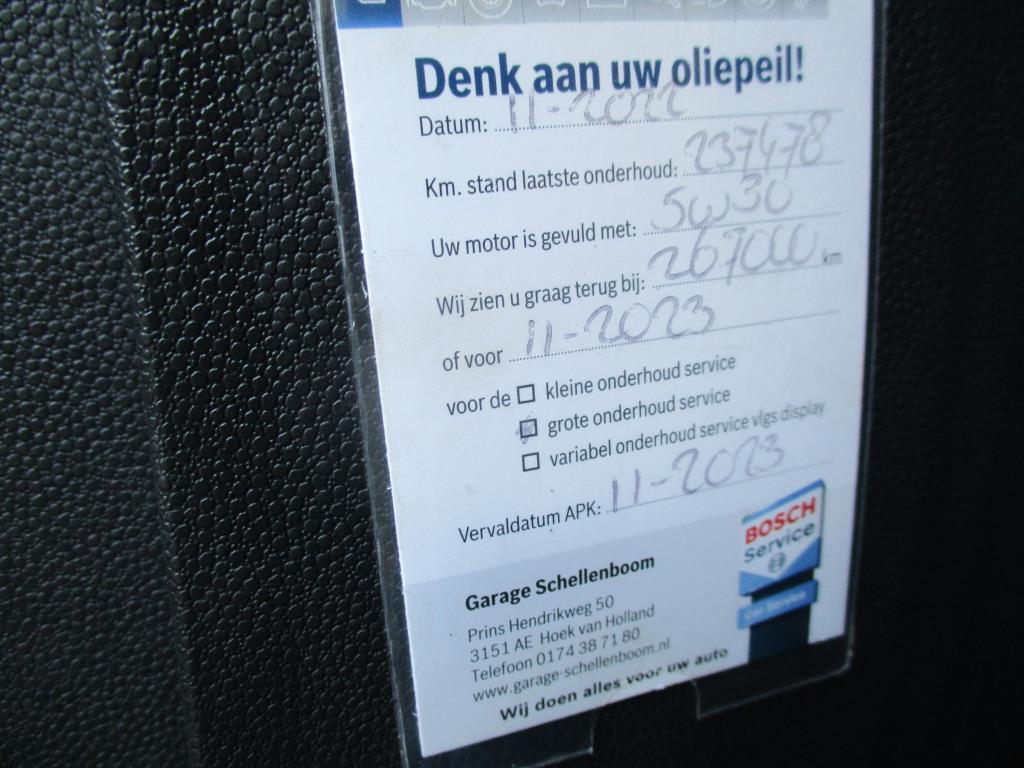 Denk aan uw oliepeil!
Datum: 11-2022
Km. stand laatste onderhoud: 237478
Uw motor is gevuld met: 5W30
Wij zien u graag terug bij: 267000 km
of voor 11-2023
voor de kleine onderhoud service
grote onderhoud service
variabel onderhoud service vlgs display
Vervaldatum APK: 11-2023
BOSCH
Service
Car Service
Garage Schellenboom
Prins Hendrikweg 50
3151 AE Hoek van Holland
Telefoon 0174 38 71 80
www.garage-schellenboom.nl
Wij doen alles voor uw auto